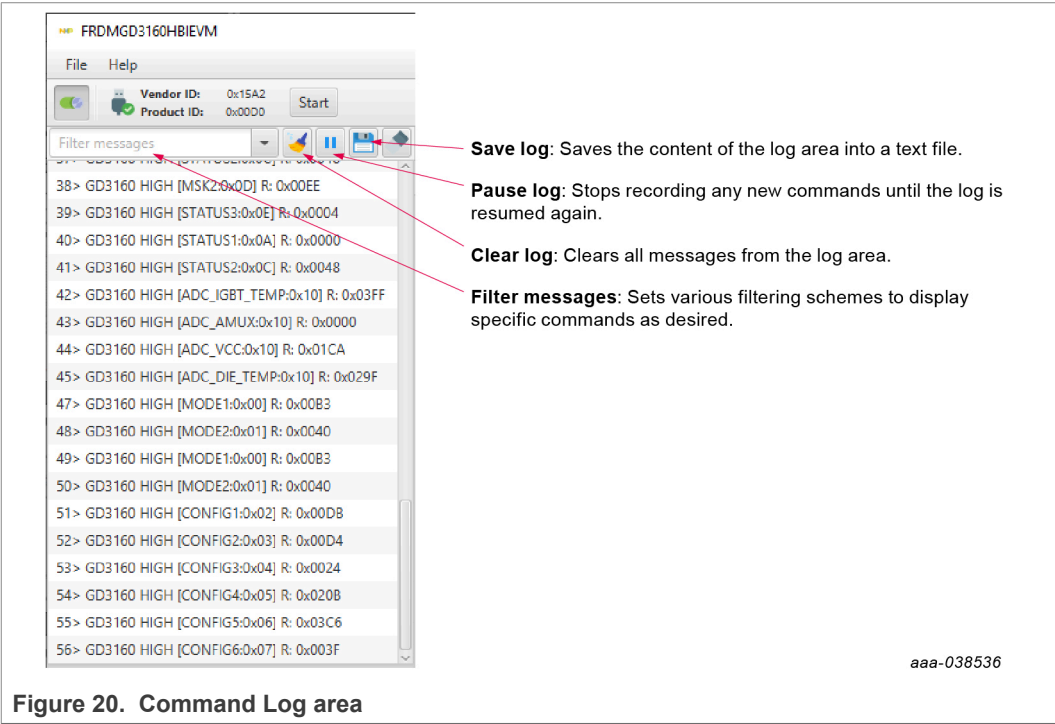 NXP FRDMGD3160HBIEVM
File Help
Vendor ID: 0x15A2
Product ID: 0x00D0
Start
Filter messages
38> GD3160 HIGH [MSK2:0x0D] R: 0x00EE
39> GD3160 HIGH [STATUS3:0x0E] R: 0x0004
40> GD3160 HIGH [STATUS1:0x0A] R: 0x0000
41> GD3160 HIGH [STATUS2:0x0C] R: 0x0048
42> GD3160 HIGH [ADC_IGBT_TEMP:0x10] R: 0x03FF
43> GD3160 HIGH [ADC_AMUX:0x10] R: 0x0000
44> GD3160 HIGH [ADC_VCC:0x10] R: 0x01CA
45> GD3160 HIGH [ADC_DIE_TEMP:0x10] R: 0x029F
47> GD3160 HIGH [MODE1:0x00] R: 0x00B3
48> GD3160 HIGH [MODE2:0x01] R: 0x0040
49> GD3160 HIGH [MODE1:0x00] R: 0x00B3
50> GD3160 HIGH [MODE2:0x01] R: 0x0040
51> GD3160 HIGH [CONFIG1:0x02] R: 0x00DB
52> GD3160 HIGH [CONFIG2:0x03] R: 0x00D4
53> GD3160 HIGH [CONFIG3:0x04] R: 0x0024
54> GD3160 HIGH [CONFIG4:0x05] R: 0x020B
55> GD3160 HIGH [CONFIG5:0x06] R: 0x03C6
56> GD3160 HIGH [CONFIG6:0x07] R: 0x003F
Save log: Saves the content of the log area into a text file.
Pause log: Stops recording any new commands until the log is
resumed again.
Clear log: Clears all messages from the log area.
Filter messages: Sets various filtering schemes to display
specific commands as desired.
aaa-038536
Figure 20. Command Log area